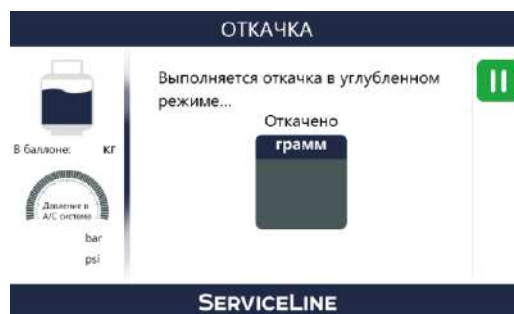 ОТКАЧКА
Выполняется откачка в углубленном
режиме...
Откачено
грамм
В баллоне: кг
Давление в
А/С системе
bar
psi
SERVICELINE